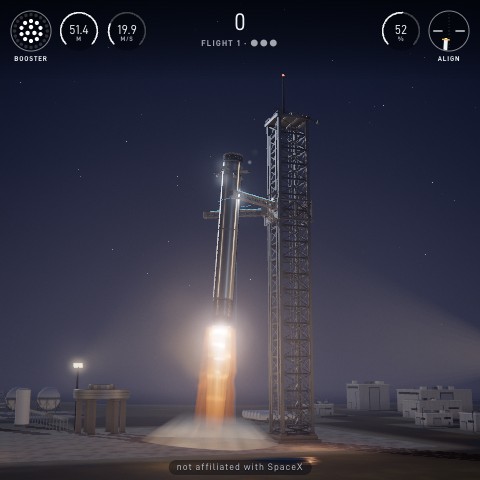 0
51.4
M
19.9
M/S
52
%
FLIGHT 1 ·
BOOSTER
ALIGN
not affiliated with SpaceX